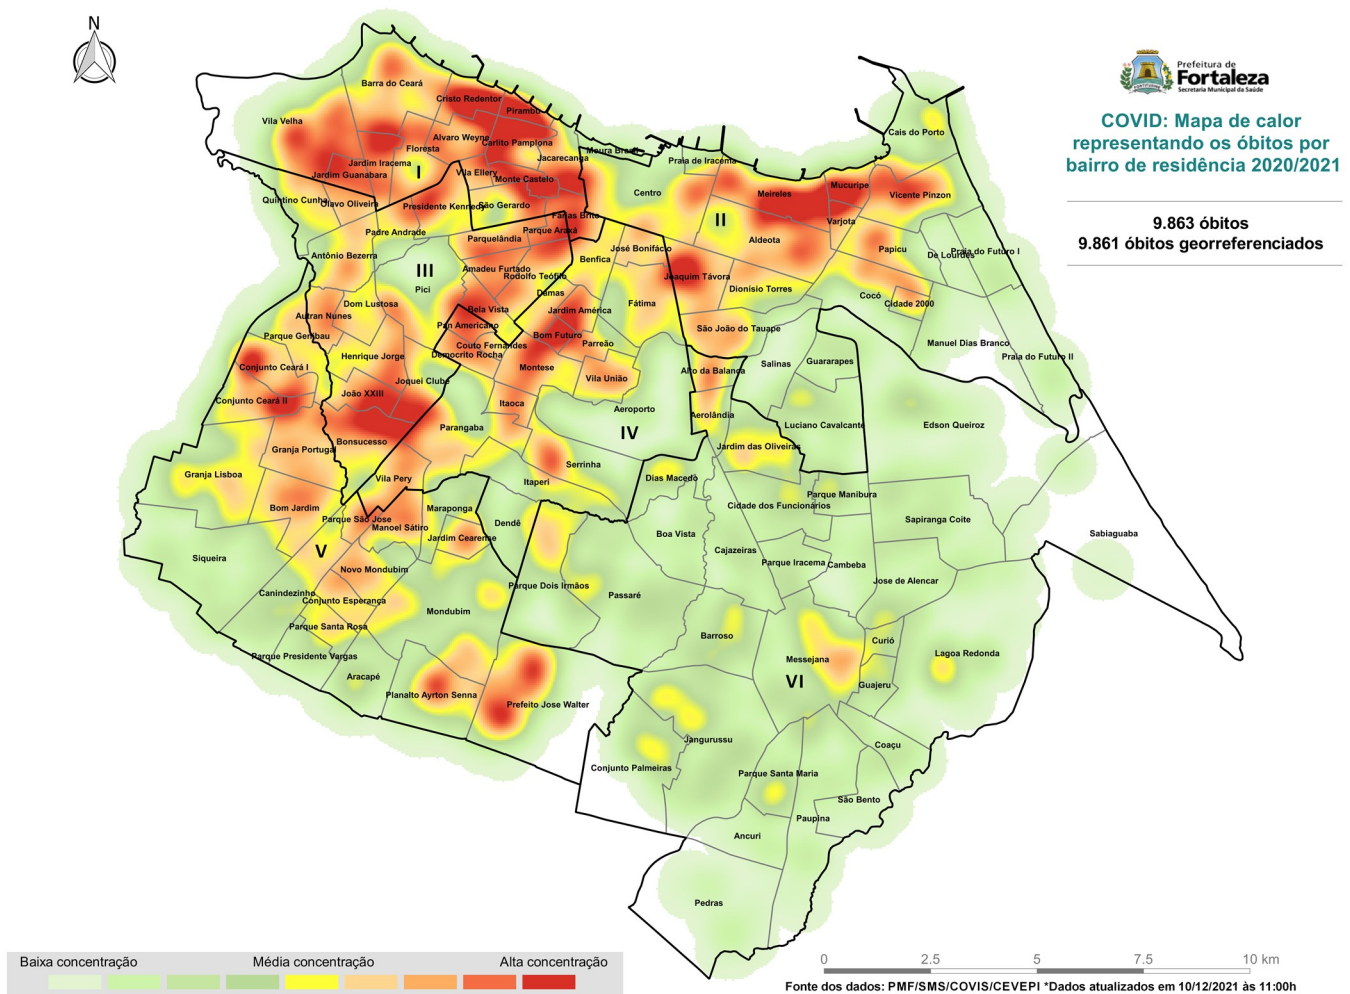 N
Prefeitura de
Fortaleza
Secretaria Municipal da Saúde
COVID: Mapa de calor
representando os óbitos por
bairro de residência 2020/2021
9.863 óbitos
9.861 óbitos georreferenciados
Barra do Ceará
Cristo Redentor
Pirambu
Vila Velha
Cais do Porto
Alvaro Weyne
Carlito Pamplona
Floresta
Moura Brasil
Jacarecanga
Praia de Iracema
Jardim Iracema
I
Vila Ellery
Jardim Guanabara
Monte Castelo
Mucuripe
Meireles
Centro
Vicente Pinzon
Quintino Cunha
Olavo Oliveira
Presidente Kennedy
São Gerardo
Farias Brito
II
Varjota
Padre Andrade
Parque Araxá
Parquelândia
Aldeota
José Bonifácio
Papicu
Praia do Futuro I
De Lourdes
Antônio Bezerra
Benfica
III
Amadeu Furtado
Rodolfo Teófilo
Joaquim Távora
Pici
Dionísio Torres
Damas
Cocó
Dom Lustosa
Fátima
Cidade 2000
Bela Vista
Jardim América
Autran Nunes
Pan Americano
São João do Tauape
Parque Genibau
Bom Futuro
Couto Fernandes
Parreão
Manuel Dias Branco
Democrito Rocha
Henrique Jorge
Praia do Futuro II
Guararapes
Salinas
Conjunto Ceará I
Montese
Alto da Balança
Joquei Clube
Vila União
João XXIII
Conjunto Ceará II
Itaoca
Aeroporto
Aerolândia
Parangaba
IV
Luciano Cavalcante
Edson Queiroz
Bonsucesso
Granja Portugal
Jardim das Oliveiras
Serrinha
Granja Lisboa
Vila Pery
Dias Macedo
Itaperi
Parque Manibura
Bom Jardim
Maraponga
Cidade dos Funcionários
Parque São Jose
Dendê
Manoel Sátiro
Sapiranga Coite
Boa Vista
Sabiaguaba
Jardim Cearense
V
Cajazeiras
Siqueira
Parque Iracema
Cambeba
Novo Mondubim
Jose de Alencar
Parque Dois Irmãos
Canindezinho
Passaré
Conjunto Esperança
Mondubim
Parque Santa Rosa
Barroso
Curió
Parque Presidente Vargas
Messejana
Lagoa Redonda
Aracapé
VI
Guajeru
Planalto Ayrton Senna
Prefeito Jose Walter
Jangurussu
Coaçu
Conjunto Palmeiras
Parque Santa Maria
São Bento
Paupina
Ancuri
Pedras
Baixa concentração
Média concentração
Alta concentração
0 2.5 5 7.5 10 km
Fonte dos dados: PMF/SMS/COVIS/CEVEPI *Dados atualizados em 10/12/2021 às 11:00h